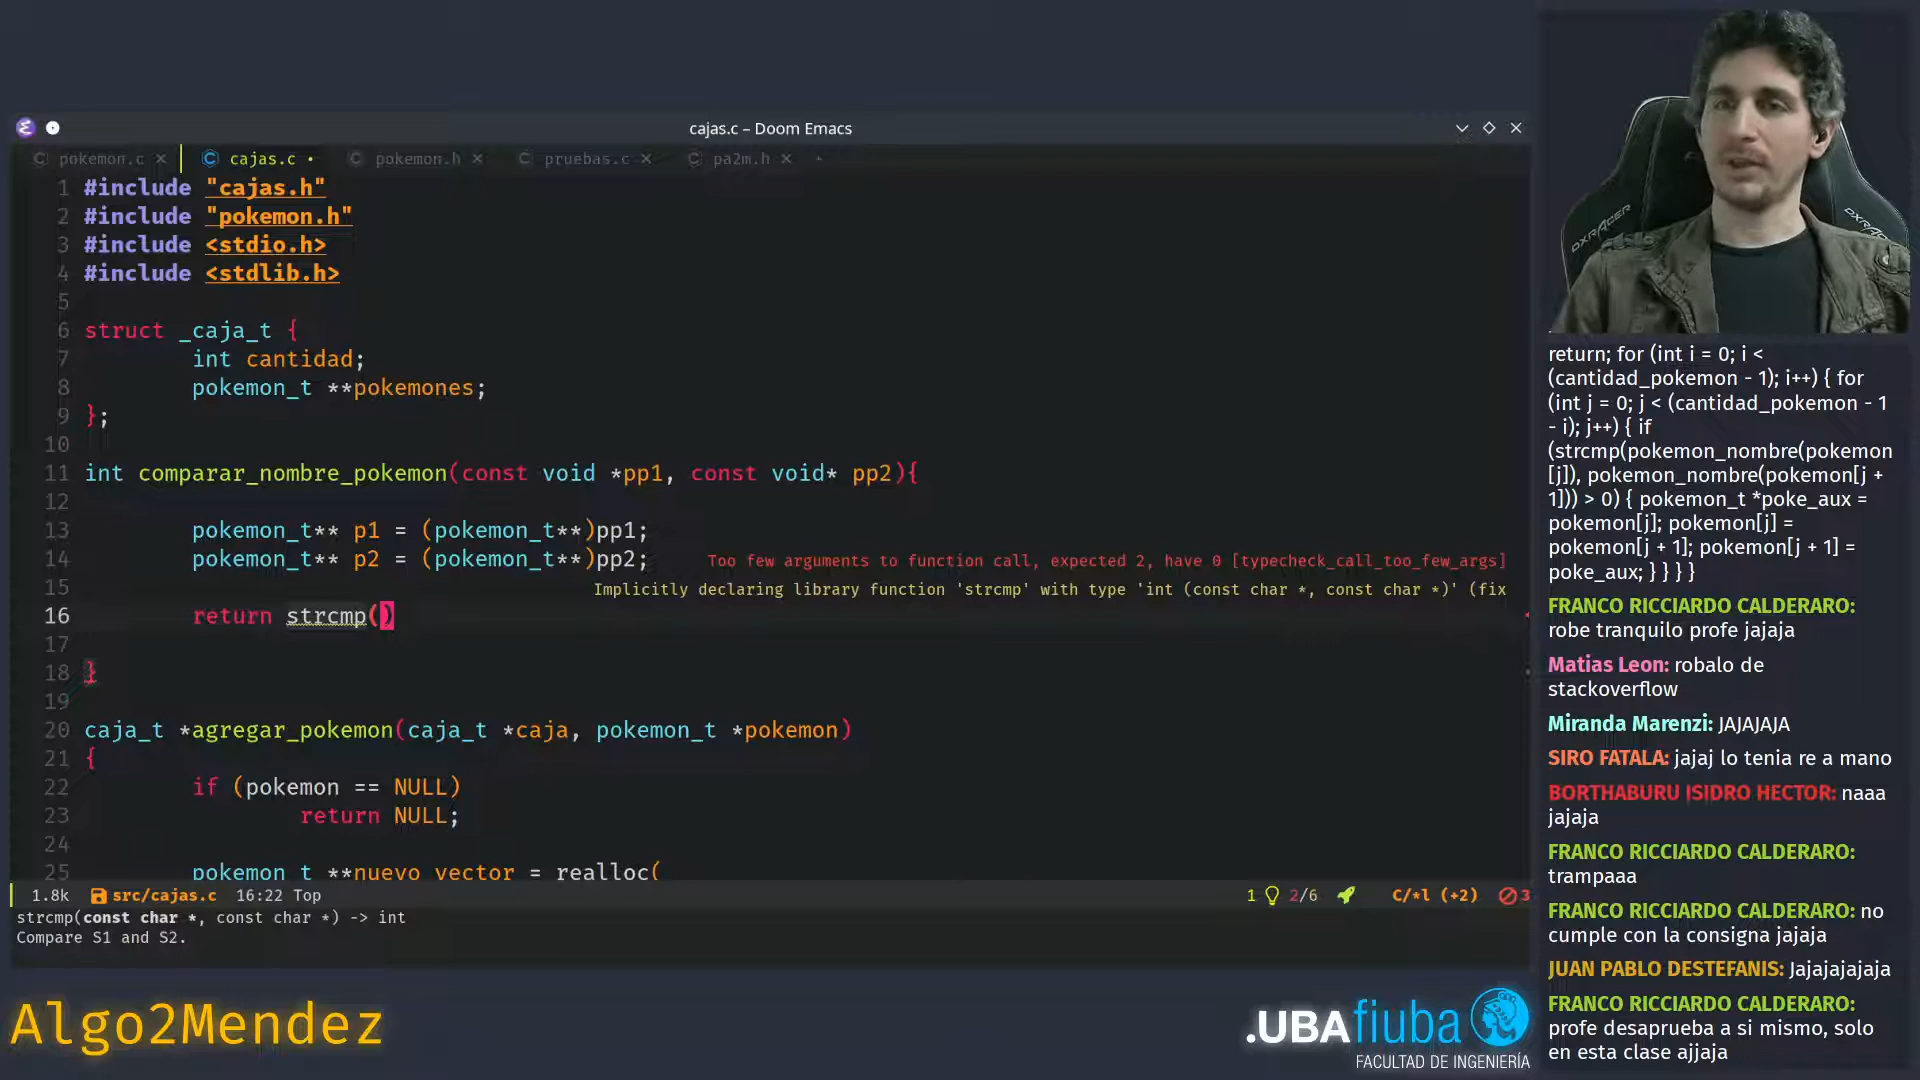 cajas.c – Doom Emacs
pokemon.c
cajas.c
pokemon.h
pruebas.c
pa2m.h
1 #include "cajas.h"
2 #include "pokemon.h"
3 #include <stdio.h>
4 #include <stdlib.h>
5
6 struct _caja_t {
7 int cantidad;
8 pokemon_t **pokemones;
9 };
10
11 int comparar_nombre_pokemon(const void *pp1, const void* pp2){
12
13 pokemon_t** p1 = (pokemon_t**)pp1;
14 pokemon_t** p2 = (pokemon_t**)pp2; Too few arguments to function call, expected 2, have 0 [typecheck_call_too_few_args]
15 Implicitly declaring library function 'strcmp' with type 'int (const char *, const char *)' (fix
16 return strcmp()
17
18 }
19
20 caja_t *agregar_pokemon(caja_t *caja, pokemon_t *pokemon)
21 {
22 if (pokemon == NULL)
23 return NULL;
24
25 pokemon_t **nuevo_vector = realloc(
1.8k src/cajas.c 16:22 Top 1 2/6 C/*l (+2) 3
strcmp(const char *, const char *) -> int
Compare S1 and S2.
Algo2Mendez
.UBAfiuba
FACULTAD DE INGENIERÍA
DXRACER
DXRACER
return; for (int i = 0; i <
(cantidad_pokemon - 1); i++) { for
(int j = 0; j < (cantidad_pokemon - 1
- i); j++) { if
(strcmp(pokemon_nombre(pokemon
[j]), pokemon_nombre(pokemon[j +
1])) > 0) { pokemon_t *poke_aux =
pokemon[j]; pokemon[j] =
pokemon[j + 1]; pokemon[j + 1] =
poke_aux; } } } }
FRANCO RICCIARDO CALDERARO:
robe tranquilo profe jajaja
Matias Leon: robalo de
stackoverflow
Miranda Marenzi: JAJAJAJA
SIRO FATALA: jajaj lo tenia re a mano
BORTHABURU ISIDRO HECTOR: naaa
jajaja
FRANCO RICCIARDO CALDERARO:
trampaaa
FRANCO RICCIARDO CALDERARO: no
cumple con la consigna jajaja
JUAN PABLO DESTEFANIS: Jajajajajaja
FRANCO RICCIARDO CALDERARO:
profe desaprueba a si mismo, solo
en esta clase ajjaja